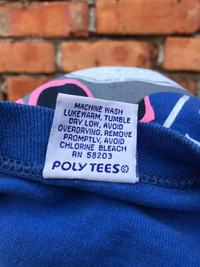 MACHINE WASH
LUKEWARM, TUMBLE
DRY LOW, AVOID
OVERDRYING, REMOVE
PROMPTLY, AVOID
CHLORINE BLEACH
RN 58203
POLY TEES©